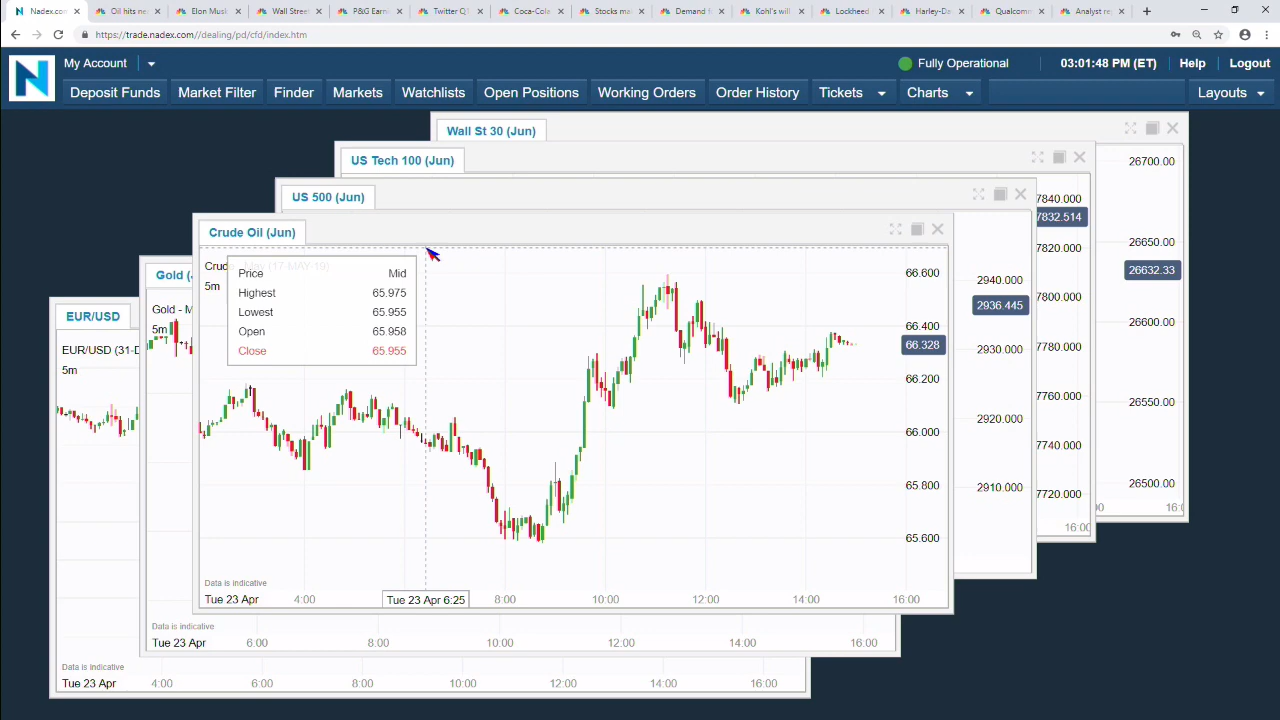 Nadex.com
Oil hits ne
Elon Musk
Wall Stree
P&G Earn
Twitter Q1
Coca-Cola
Stocks ma
Demand f
Kohl's will
Lockheed
Harley-Da
Qualcomm
Analyst re
https://trade.nadex.com//dealing/pd/cfd/index.htm
My Account
Fully Operational
03:01:48 PM (ET)
Help
Logout
Deposit Funds
Market Filter
Finder
Markets
Watchlists
Open Positions
Working Orders
Order History
Tickets
Charts
Layouts
Wall St 30 (Jun)
26700.00
26650.00
26632.33
26600.00
26550.00
26500.00
00
16:0
US Tech 100 (Jun)
7840.000
7832.514
7820.000
7800.000
7780.000
7760.000
7740.000
7720.000
16:00
US 500 (Jun)
2940.000
2936.445
2930.000
2920.000
2910.000
Crude Oil (Jun)
(17-MAY-19)
5m
Price Mid
Highest 65.975
Lowest 65.955
Open 65.958
Close 65.955
66.600
66.400
66.328
66.200
66.000
65.800
65.600
Data is indicative
Tue 23 Apr
4:00
Tue 23 Apr 6:25
8:00
10:00
12:00
14:00
16:00
Gold (J
Gold - M
5m
Data is indicative
Tue 23 Apr
6:00
8:00
10:00
12:00
14:00
16:00
EUR/USD
EUR/USD (31-D
5m
Data is indicative
Tue 23 Apr
4:00
6:00
8:00
10:00
12:00
14:00
16:00